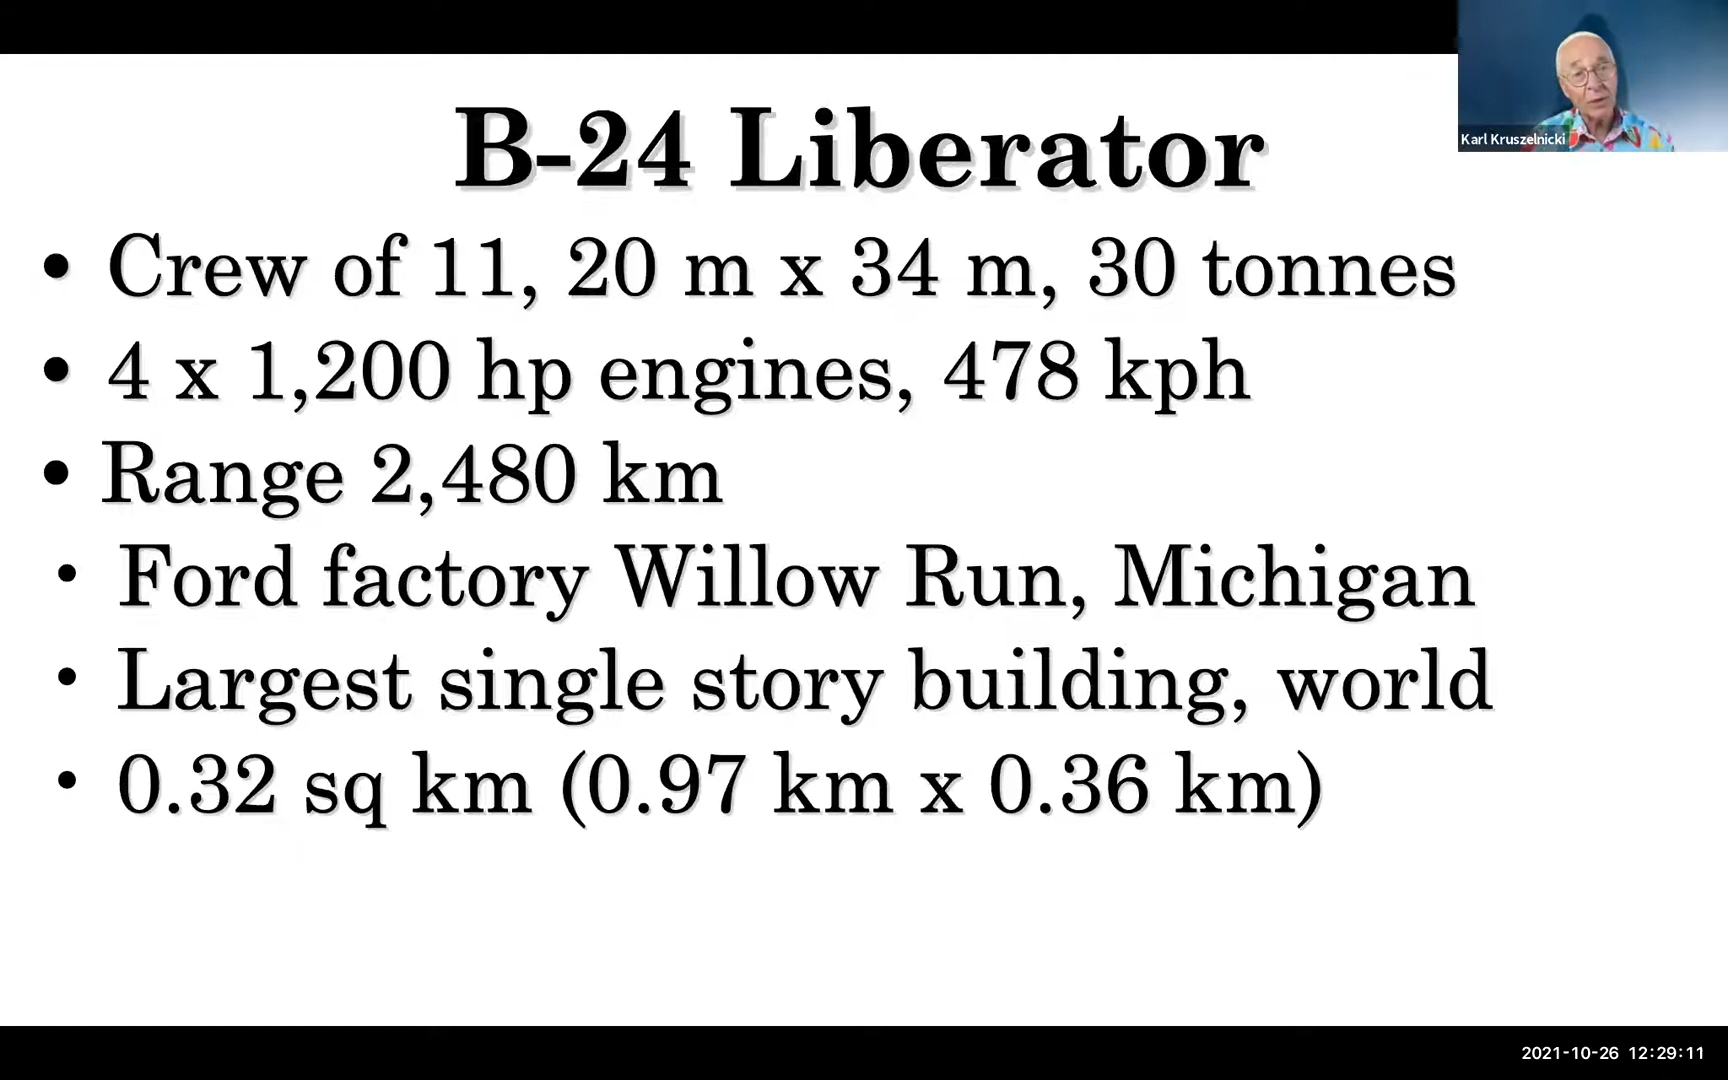 B-24 Liberator
Karl Kruszelnicki
• Crew of 11, 20 m x 34 m, 30 tonnes
• 4 x 1,200 hp engines, 478 kph
• Range 2,480 km
• Ford factory Willow Run, Michigan
• Largest single story building, world
• 0.32 sq km (0.97 km x 0.36 km)
2021-10-26 12:29:11